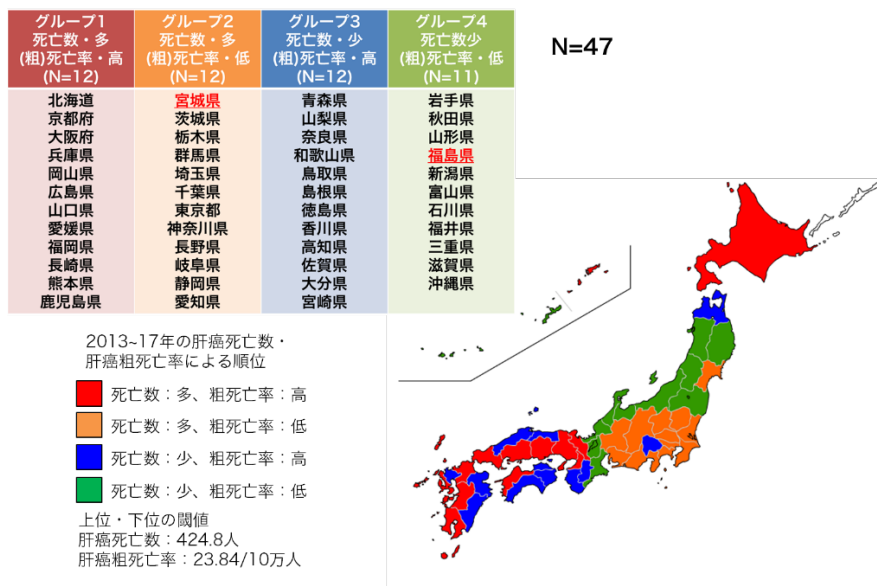 グループ1
死亡数・多
(粗)死亡率・高
(N=12)
北海道
京都府
大阪府
兵庫県
岡山県
広島県
山口県
愛媛県
福岡県
長崎県
熊本県
鹿児島県
グループ2
死亡数・多
(粗)死亡率・低
(N=12)
宮城県
茨城県
栃木県
群馬県
埼玉県
千葉県
東京都
神奈川県
長野県
岐阜県
静岡県
愛知県
グループ3
死亡数・少
(粗)死亡率・高
(N=12)
青森県
山梨県
奈良県
和歌山県
鳥取県
島根県
徳島県
香川県
高知県
佐賀県
大分県
宮崎県
グループ4
死亡数少
(粗)死亡率・低
(N=11)
岩手県
秋田県
山形県
福島県
新潟県
富山県
石川県
福井県
三重県
滋賀県
沖縄県
N=47
2013~17年の肝癌死亡数・
肝癌粗死亡率による順位
死亡数：多、粗死亡率：高
死亡数：多、粗死亡率：低
死亡数：少、粗死亡率：高
死亡数：少、粗死亡率：低
上位・下位の閾値
肝癌死亡数：424.8人
肝癌粗死亡率：23.84/10万人